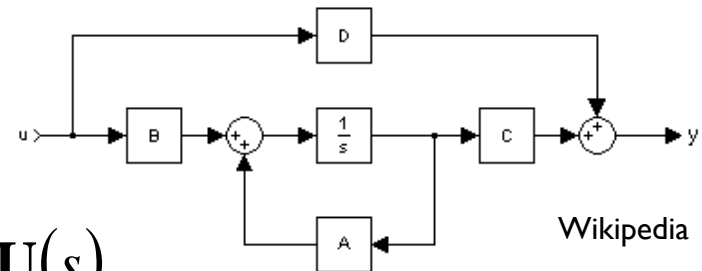 D
u B + + 1/s C + + y
A
Wikipedia
U(s)